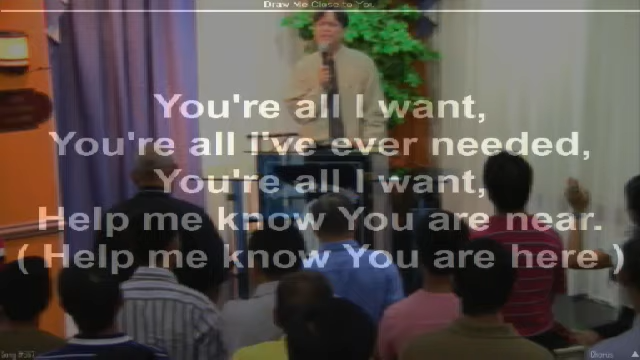 Draw Me Close to You
You're all I want,
You're all I've ever needed,
You're all I want,
Help me know You are near.
( Help me know You are here )
Chorus